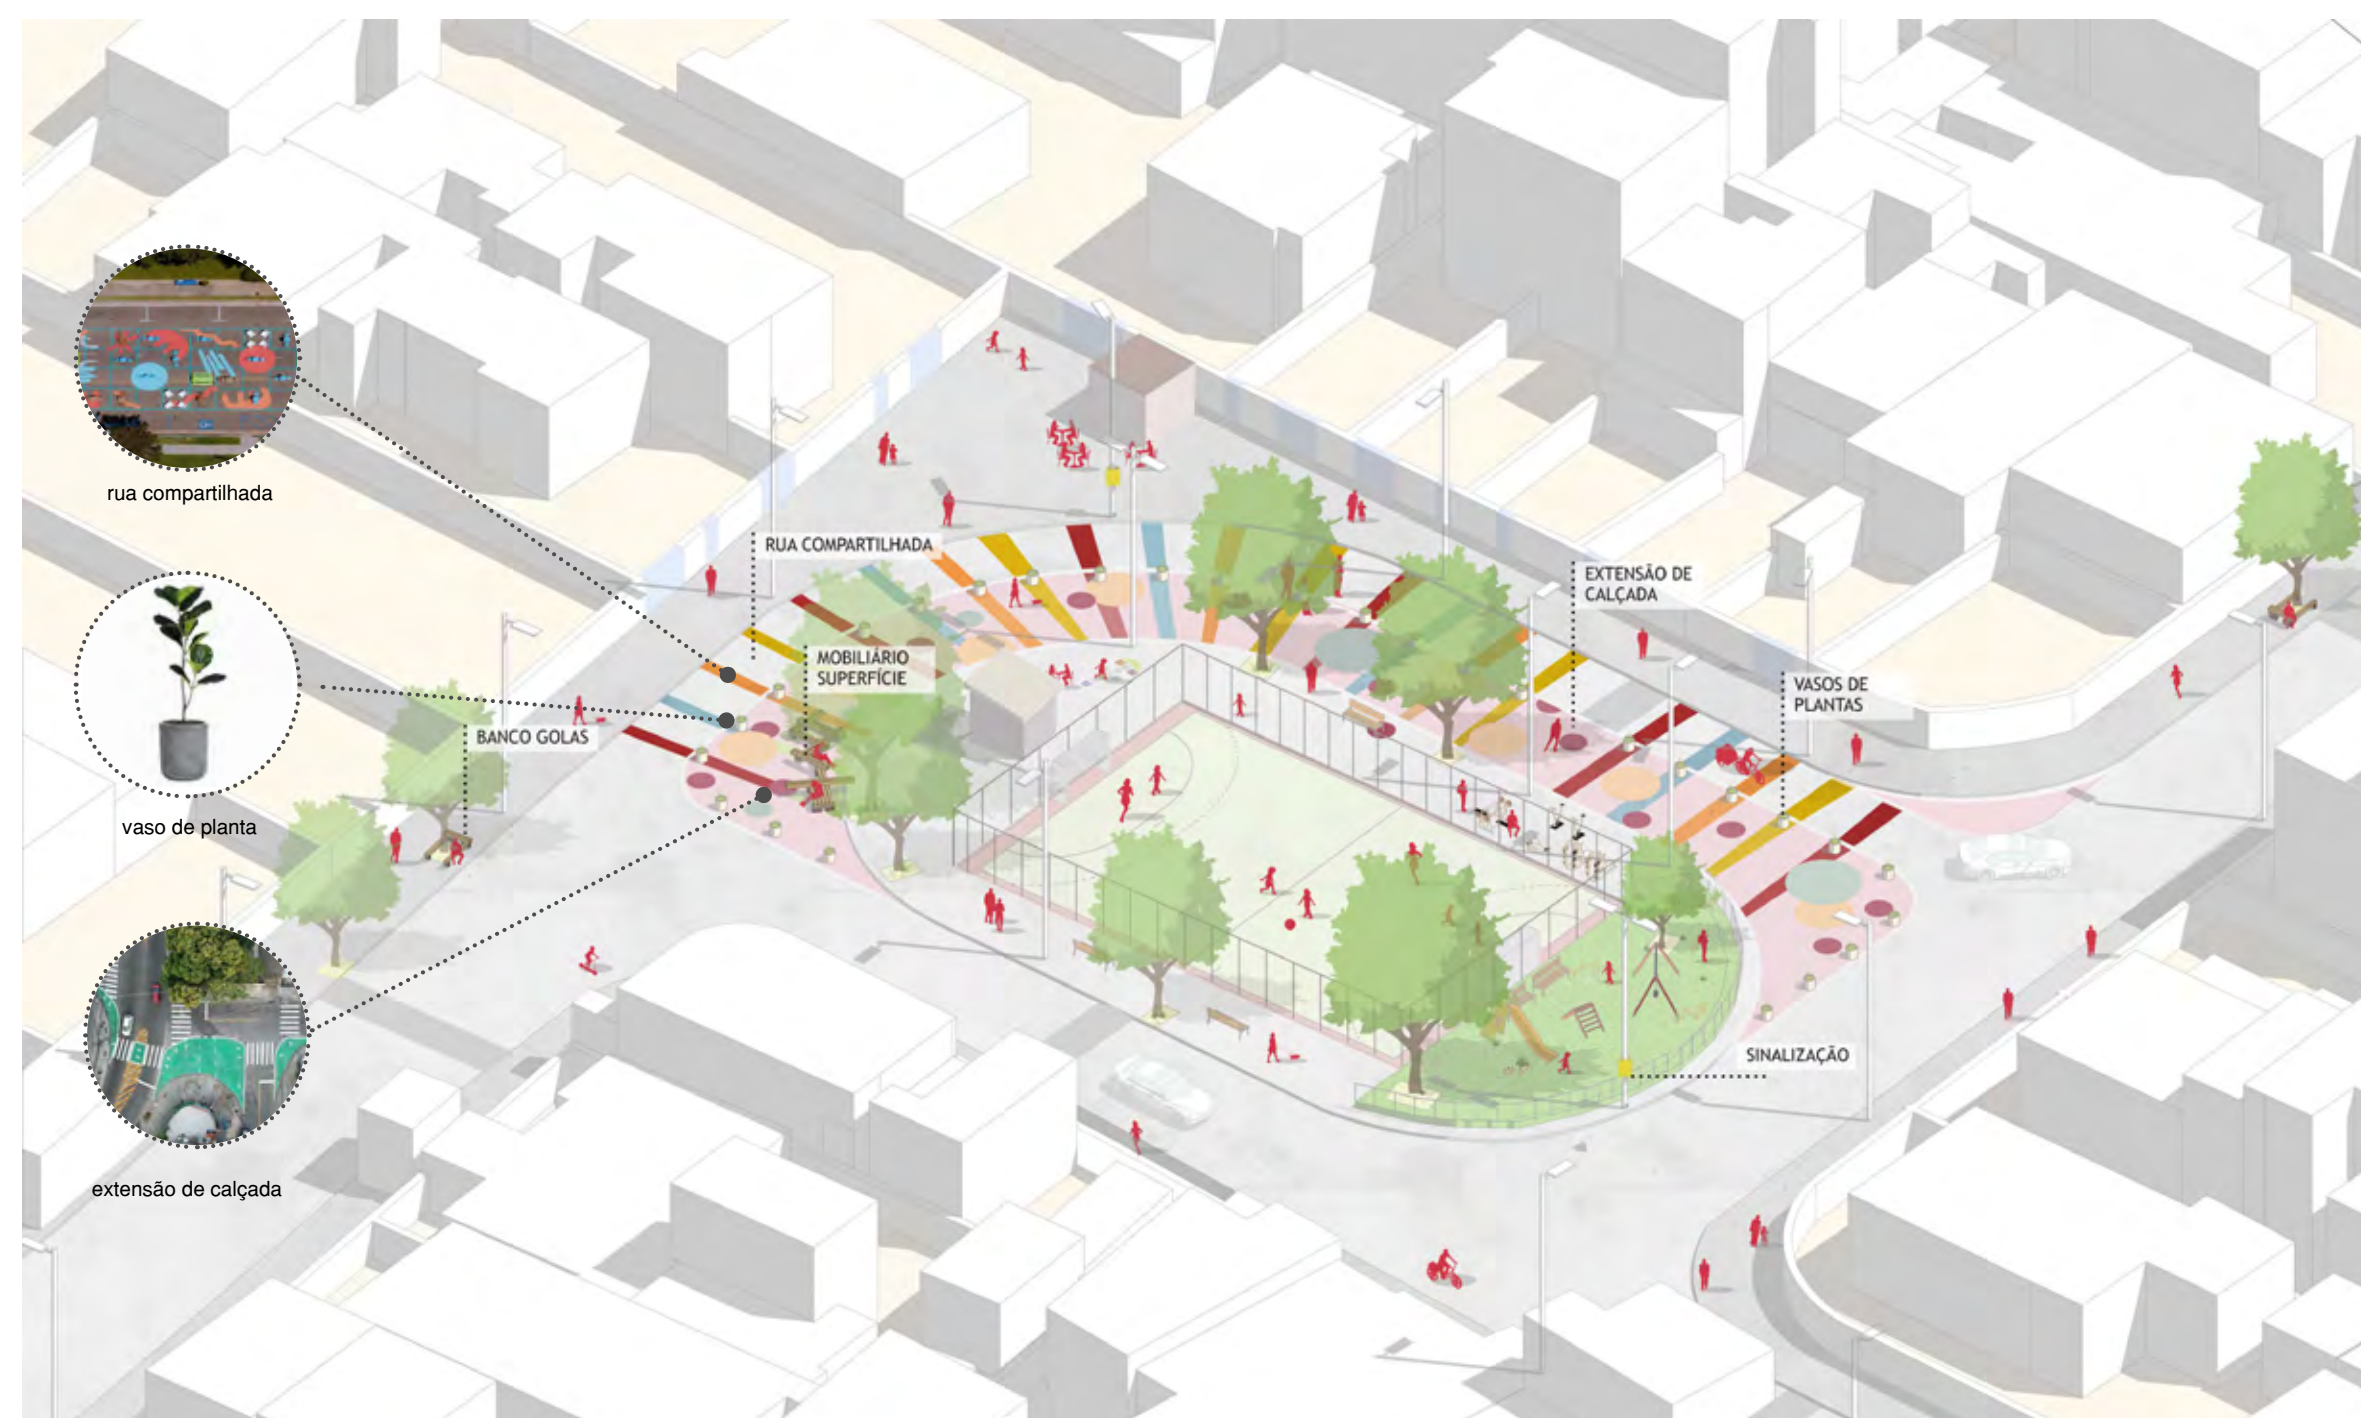 rua compartilhada
vaso de planta
extensão de calçada
RUA COMPARTILHADA
MOBILIÁRIO
SUPERFÍCIE
BANCO GOLAS
EXTENSÃO DE
CALÇADA
VASOS DE
PLANTAS
SINALIZAÇÃO